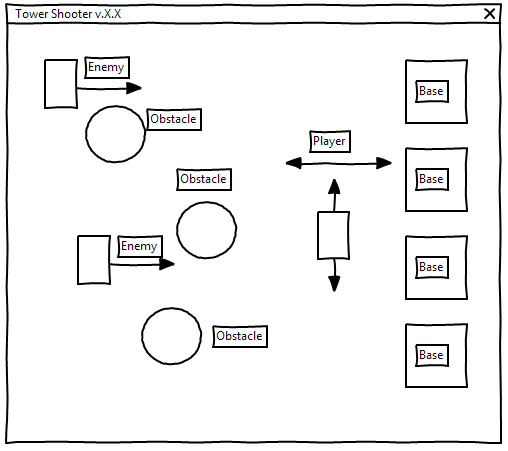 Tower Shooter v.X.X
Enemy
Obstacle
Obstacle
Player
Enemy
Obstacle
Base
Base
Base
Base